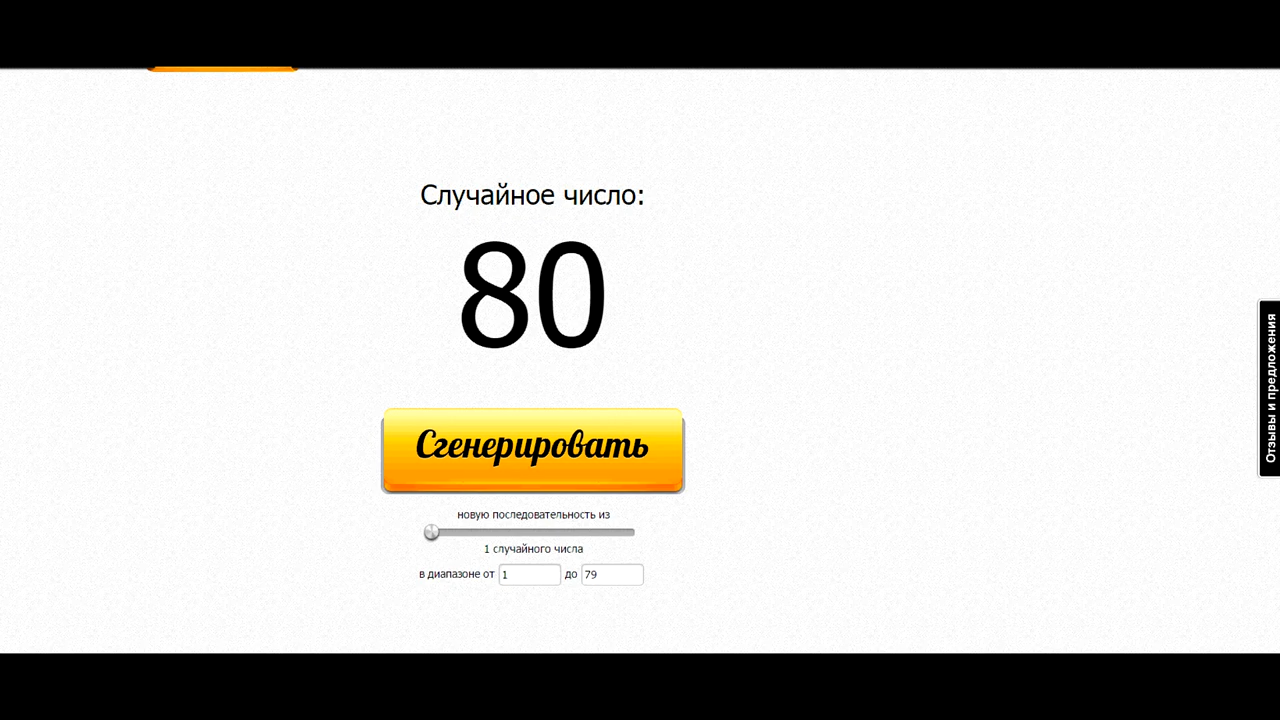 Случайное число:
80
Сгенерировать
новую последовательность из
1 случайного числа
в диапазоне от 1 до 79
Отзывы и предложения